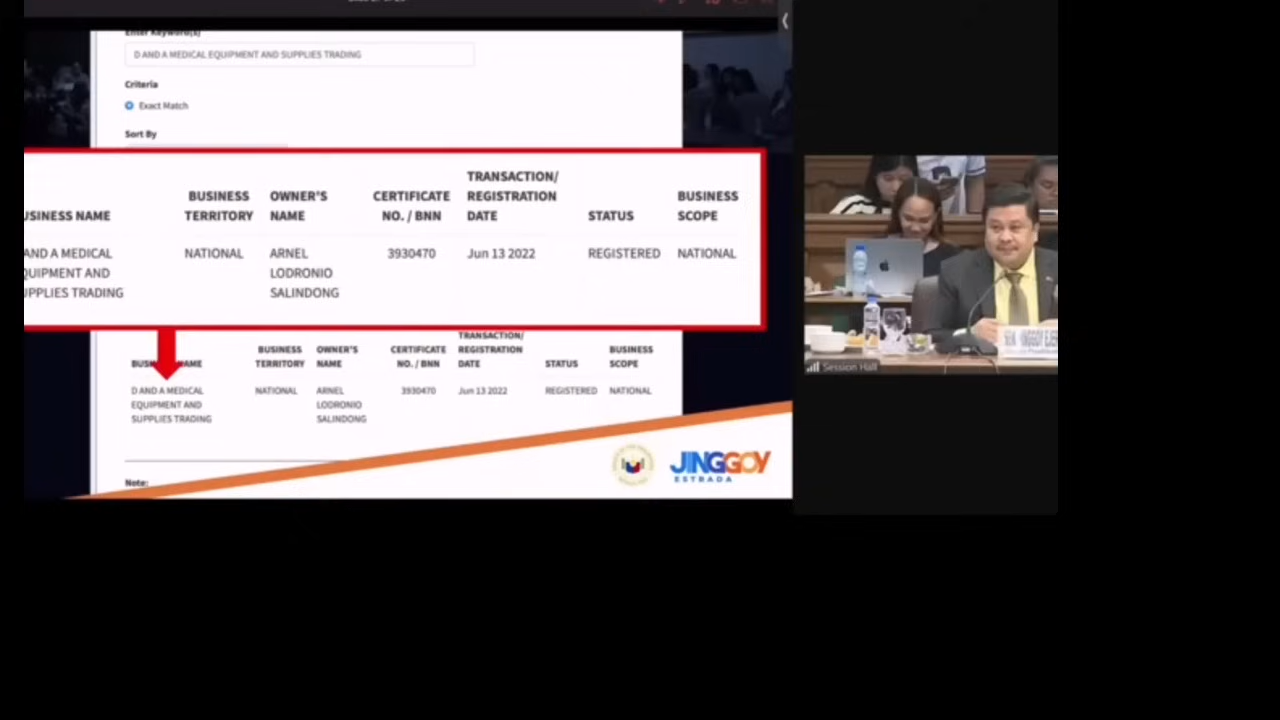 Enter Keyword(s)
D AND A MEDICAL EQUIPMENT AND SUPPLIES TRADING
Criteria
Exact Match
Sort By
USINESS NAME
BUSINESS TERRITORY
OWNER'S NAME
CERTIFICATE NO. / BNN
TRANSACTION/ REGISTRATION DATE
STATUS
BUSINESS SCOPE
AND A MEDICAL
QUIPMENT AND
UPPLIES TRADING
NATIONAL
ARNEL
LODRONIO
SALINDONG
3930470
Jun 13 2022
REGISTERED
NATIONAL
BUSINESS TERRITORY
OWNER'S NAME
CERTIFICATE NO. / BNN
TRANSACTION/ REGISTRATION DATE
STATUS
BUSINESS SCOPE
D AND A MEDICAL
EQUIPMENT AND
SUPPLIES TRADING
NATIONAL
ARNEL
LODRONIO
SALINDONG
3930470
Jun 13 2022
REGISTERED
NATIONAL
Note:
JINGGOY
ESTRADA
SEN. JINGGOY EJER
Session Hall